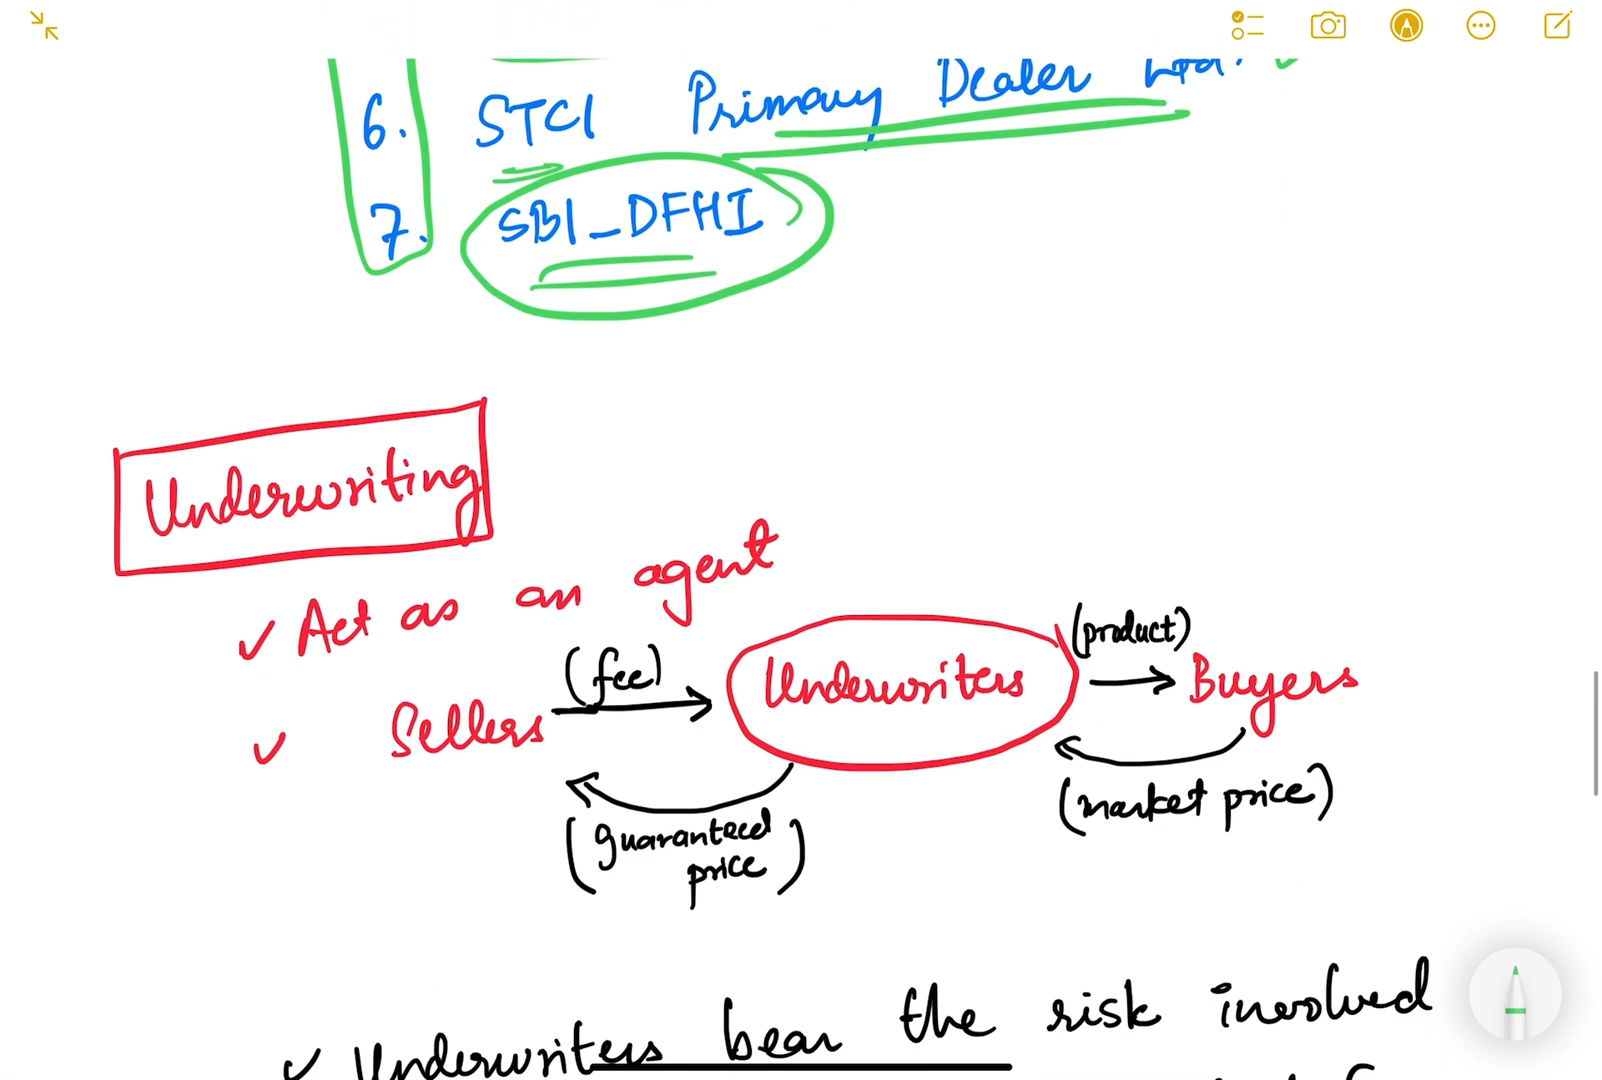 6. STCI Primary Dealer Ltd.
7. SBI_DFHI
Underwriting
✓ Act as an agent
✓ Sellers (fee) Underwriters (product) Buyers
(guaranteed price) (market price)
✓ Underwriters bear the risk involved